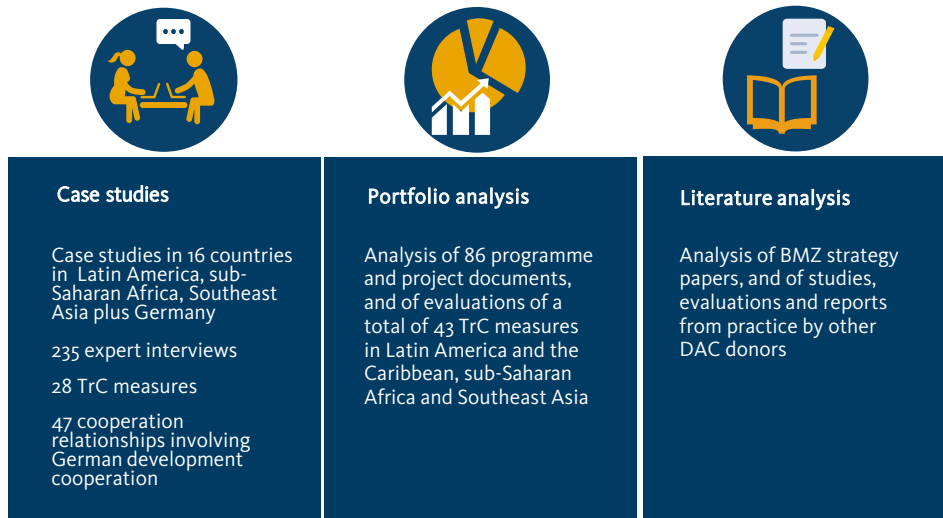 Case studies
Case studies in 16 countries
in Latin America, sub-
Saharan Africa, Southeast
Asia plus Germany
235 expert interviews
28 TrC measures
47 cooperation
relationships involving
German development
cooperation
Portfolio analysis
Analysis of 86 programme
and project documents,
and of evaluations of a
total of 43 TrC measures
in Latin America and the
Caribbean, sub-Saharan
Africa and Southeast Asia
Literature analysis
Analysis of BMZ strategy
papers, and of studies,
evaluations and reports
from practice by other
DAC donors